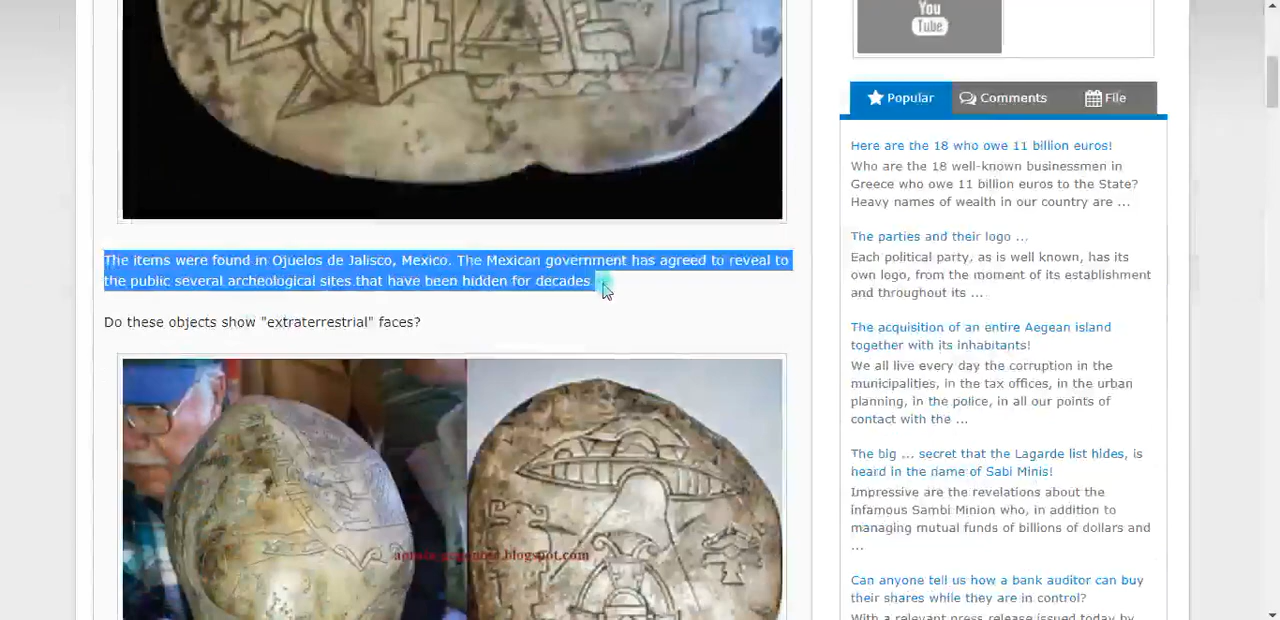 You
Tube
Popular
Comments
File
Here are the 18 who owe 11 billion euros!
Who are the 18 well-known businessmen in
Greece who owe 11 billion euros to the State?
Heavy names of wealth in our country are ...
The parties and their logo ...
Each political party, as is well known, has its
own logo, from the moment of its establishment
and throughout its ...
The acquisition of an entire Aegean island
together with its inhabitants!
We all live every day the corruption in the
municipalities, in the tax offices, in the urban
planning, in the police, in all our points of
contact with the ...
The big ... secret that the Lagarde list hides, is
heard in the name of Sabi Minis!
Impressive are the revelations about the
infamous Sambi Minion who, in addition to
managing mutual funds of billions of dollars and
...
Can anyone tell us how a bank auditor can buy
their shares while they are in control?
With a relevant press release issued today by
The items were found in Ojuelos de Jalisco, Mexico. The Mexican government has agreed to reveal to
the public several archeological sites that have been hidden for decades.
Do these objects show "extraterrestrial" faces?